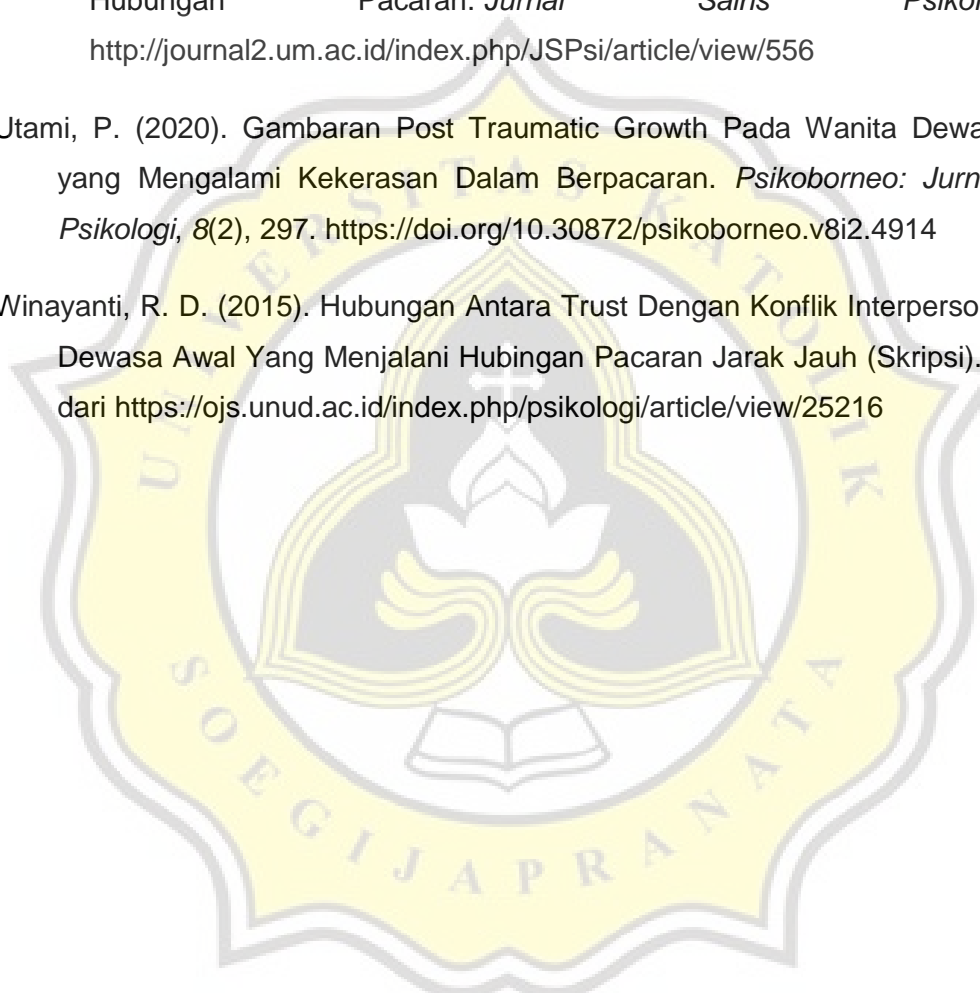 Hubungan Pacaran. Jurnal Sains Psikol
http://journal2.um.ac.id/index.php/JSPsi/article/view/556
Utami, P. (2020). Gambaran Post Traumatic Growth Pada Wanita Dewa
yang Mengalami Kekerasan Dalam Berpacaran. Psikoborneo: Jurn
Psikologi, 8(2), 297. https://doi.org/10.30872/psikoborneo.v8i2.4914
Winayanti, R. D. (2015). Hubungan Antara Trust Dengan Konflik Interperso
Dewasa Awal Yang Menjalani Hubingan Pacaran Jarak Jauh (Skripsi).
dari https://ojs.unud.ac.id/index.php/psikologi/article/view/25216
UNIVERSITAS KATOLIK
SOEGIJAPRANATA